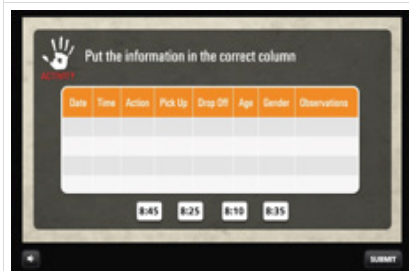 Put the information in the correct column
ACTIVITY
Date Time Action Pick Up Drop Off Age Gender Observations
8:45 8:25 8:10 8:35
SUBMIT